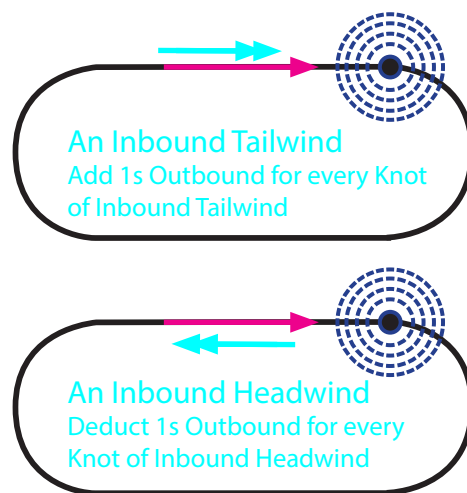 An Inbound Tailwind
Add 1s Outbound for every Knot
of Inbound Tailwind
An Inbound Headwind
Deduct 1s Outbound for every
Knot of Inbound Headwind